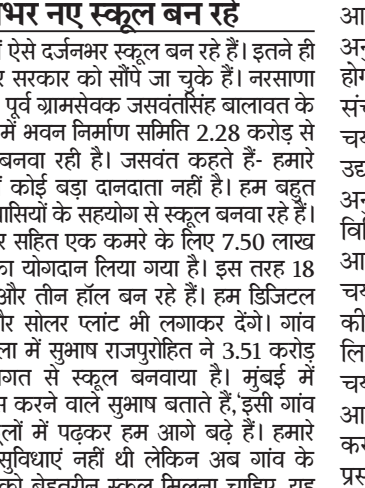 नए स्कूल बन रहे
ऐसे दर्जनभर स्कूल बन रहे हैं। इतने ही
सरकार को सौंपे जा चुके हैं। नरसाणा
पूर्व ग्रामसेवक जसवंतसिंह बालावत के
में भवन निर्माण समिति 2.28 करोड़ से
बनवा रही है। जसवंत कहते हैं- हमारे
कोई बड़ा दानदाता नहीं है। हम बहुत
के सहयोग से स्कूल बनवा रहे हैं।
सहित एक कमरे के लिए 7.50 लाख
योगदान लिया गया है। इस तरह 18
और तीन हॉल बन रहे हैं। हम डिजिटल
सोलर प्लांट भी लगाकर देंगे। गांव
में सुभाष राजपुरोहित ने 3.51 करोड़
से स्कूल बनवाया है। मुंबई में
करने वाले सुभाष बताते हैं,'इसी गांव
में पढ़कर हम आगे बढ़े हैं। हमारे
सुविधाएं नहीं थी लेकिन अब गांव के
बेहतरीन स्कूल मिलना चाहिए, यह